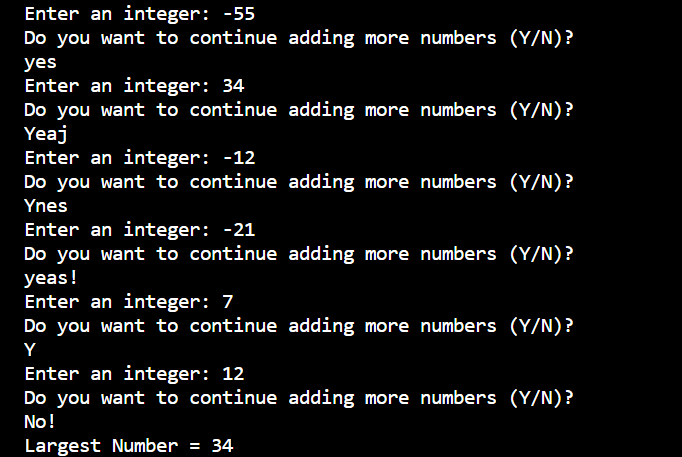 Enter an integer: -55
Do you want to continue adding more numbers (Y/N)?
yes
Enter an integer: 34
Do you want to continue adding more numbers (Y/N)?
Yeaj
Enter an integer: -12
Do you want to continue adding more numbers (Y/N)?
Ynes
Enter an integer: -21
Do you want to continue adding more numbers (Y/N)?
yeas!
Enter an integer: 7
Do you want to continue adding more numbers (Y/N)?
Y
Enter an integer: 12
Do you want to continue adding more numbers (Y/N)?
No!
Largest Number = 34